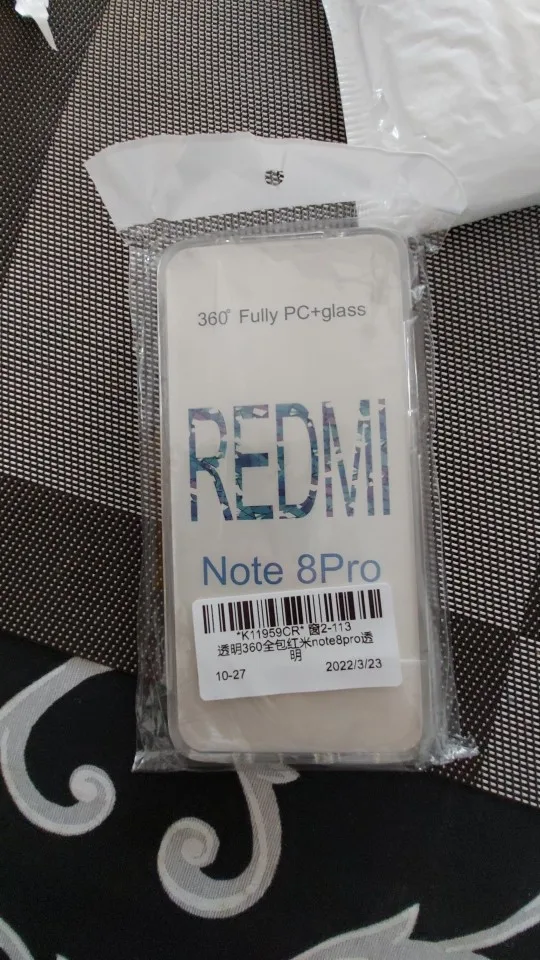 360° Fully PC+glass
REDMI
Note 8Pro
*K11959CR* 窗2-113
透明360全包红米note8pro透
明
10-27 2022/3/23